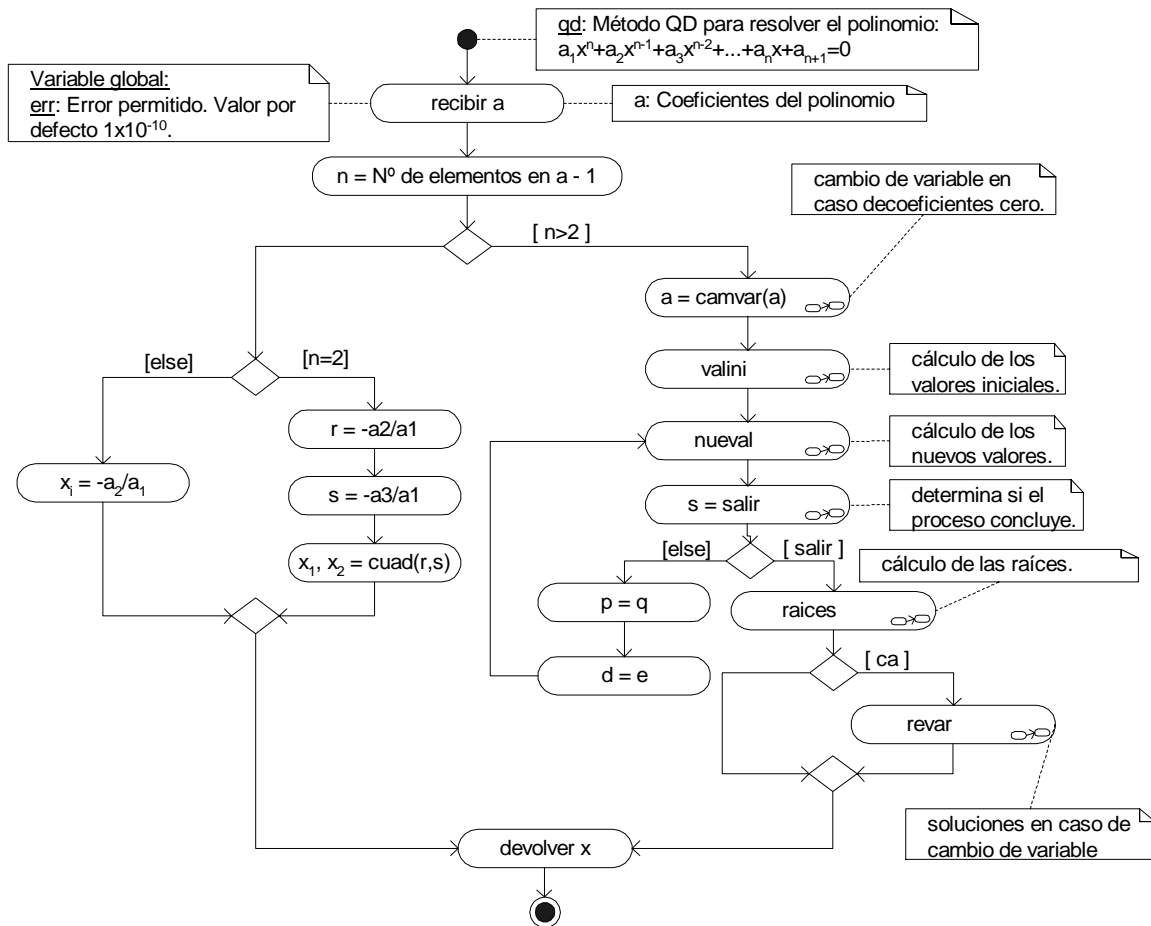 qd: Método QD para resolver el polinomio:
a₁xⁿ+a₂xⁿ⁻¹+a₃xⁿ⁻²+...+aₙx+aₙ₊₁=0
Variable global:
err: Error permitido. Valor por
defecto 1x10⁻¹⁰.
recibir a
a: Coeficientes del polinomio
n = Nº de elementos en a - 1
cambio de variable en
caso decoeficientes cero.
[ n>2 ]
a = camvar(a)
[else]
[n=2]
valini
cálculo de los
valores iniciales.
r = -a2/a1
nueval
cálculo de los
nuevos valores.
xᵢ = -a₂/a₁
s = -a3/a1
s = salir
determina si el
proceso concluye.
x₁, x₂ = cuad(r,s)
[else]
[ salir ]
cálculo de las raíces.
p = q
raices
d = e
[ ca ]
revar
soluciones en caso de
cambio de variable
devolver x